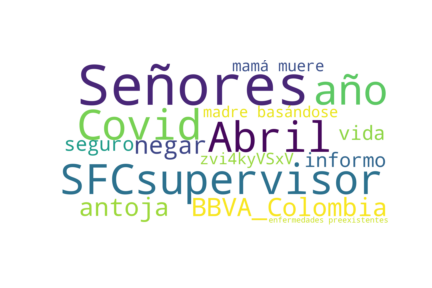 mamá muere
Señores año
Covid madre basándose
Abril vida
seguro negar
zvi4kyVSxV informo
SFCsupervisor
antoja BBVA_Colombia
enfermedades preexistentes